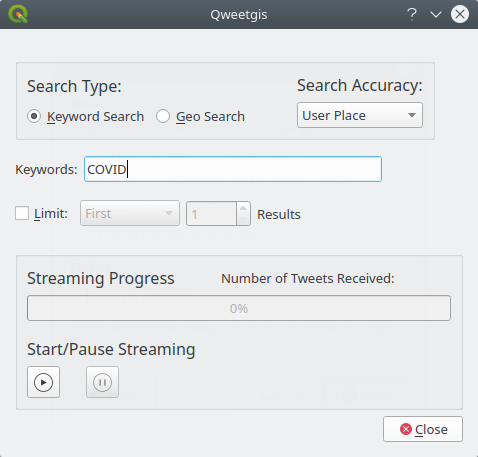 Qweetgis
Search Type:
Search Accuracy:
Keyword Search
Geo Search
User Place
Keywords: COVID
Limit: First 1 Results
Streaming Progress
Number of Tweets Received:
0%
Start/Pause Streaming
Close